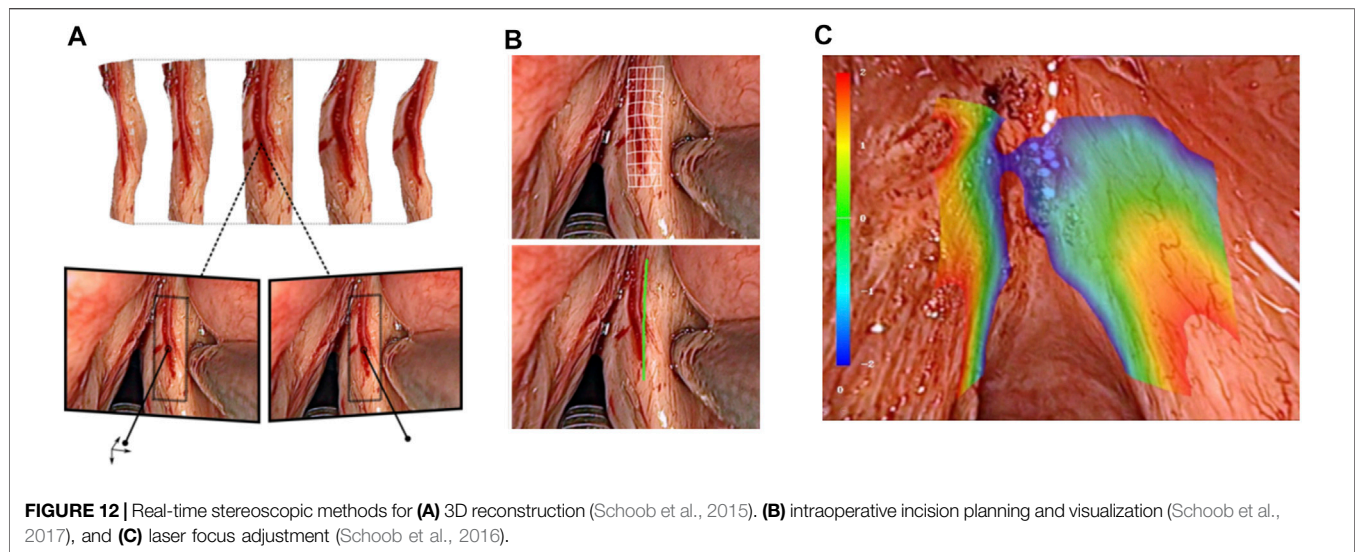 A
B
C
2
1
0
-1
-2
0
FIGURE 12 | Real-time stereoscopic methods for (A) 3D reconstruction (Schoob et al., 2015). (B) intraoperative incision planning and visualization (Schoob et al.,
2017), and (C) laser focus adjustment (Schoob et al., 2016).